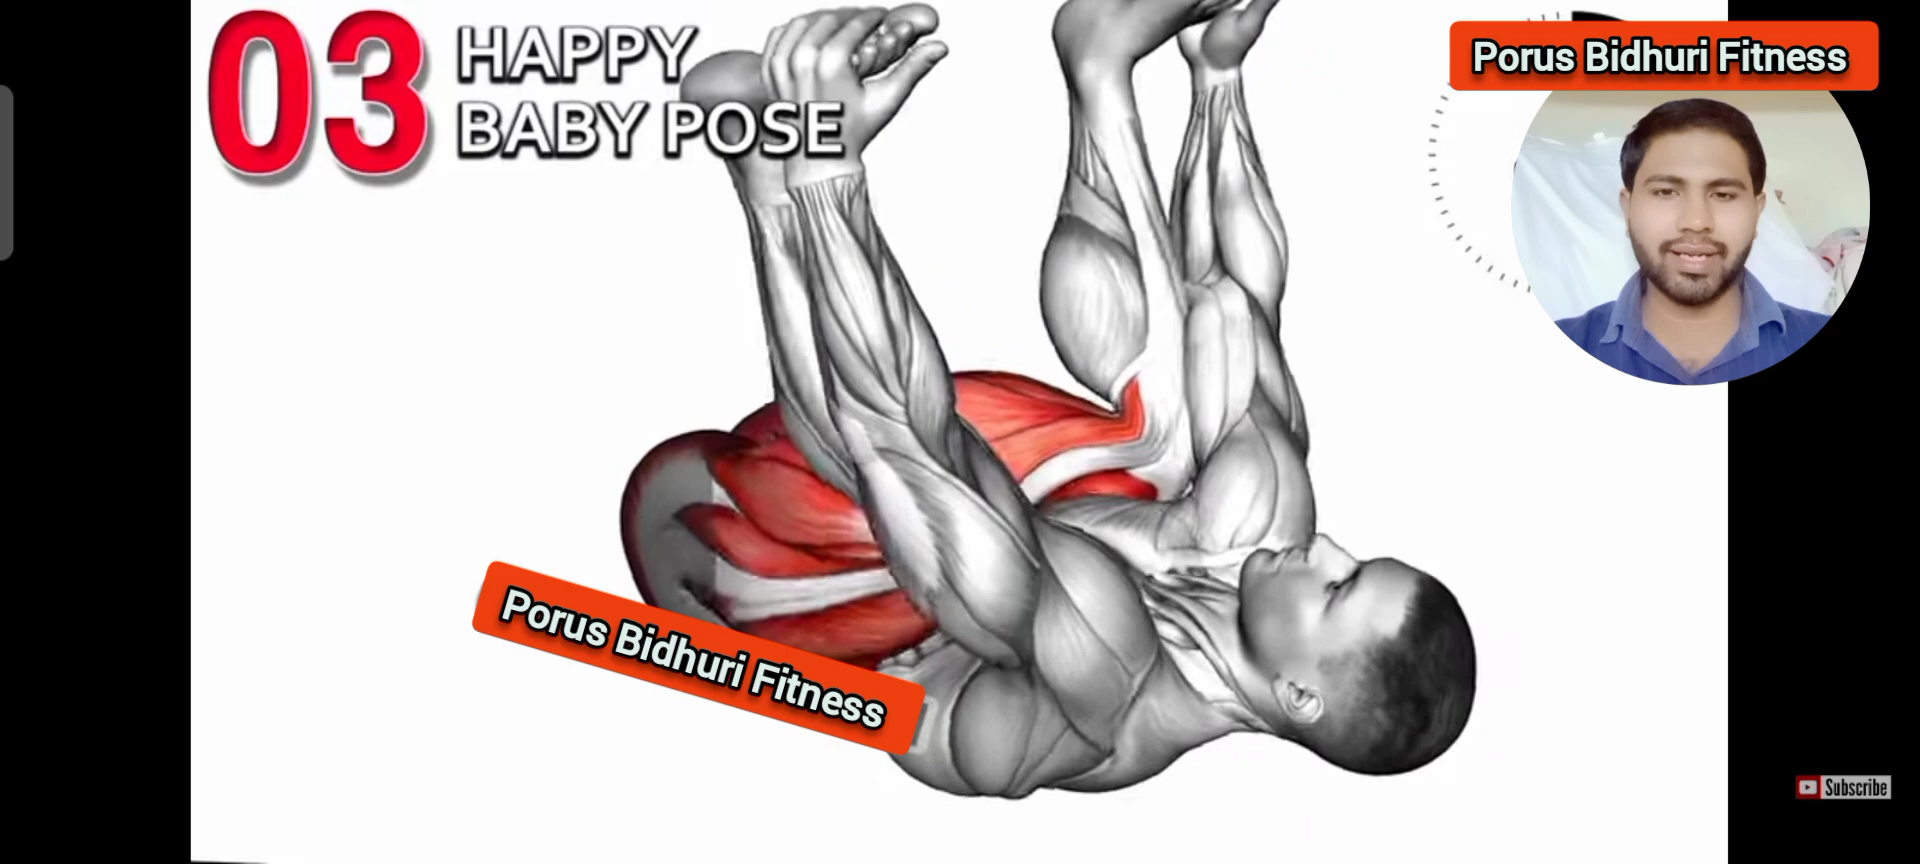 03
HAPPY
BABY POSE
Porus Bidhuri Fitness
Porus Bidhuri Fitness
Subscribe